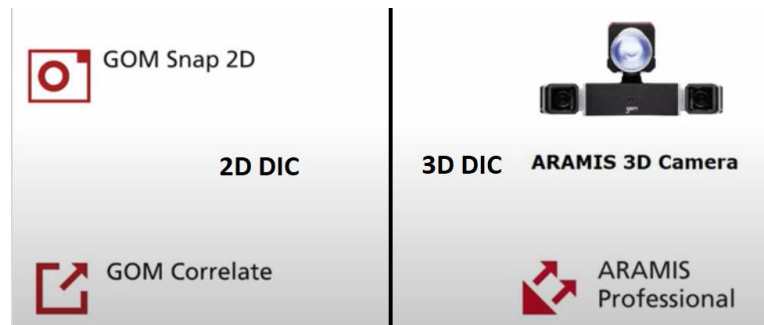 GOM Snap 2D
2D DIC
GOM Correlate
3D DIC
ARAMIS 3D Camera
ARAMIS
Professional